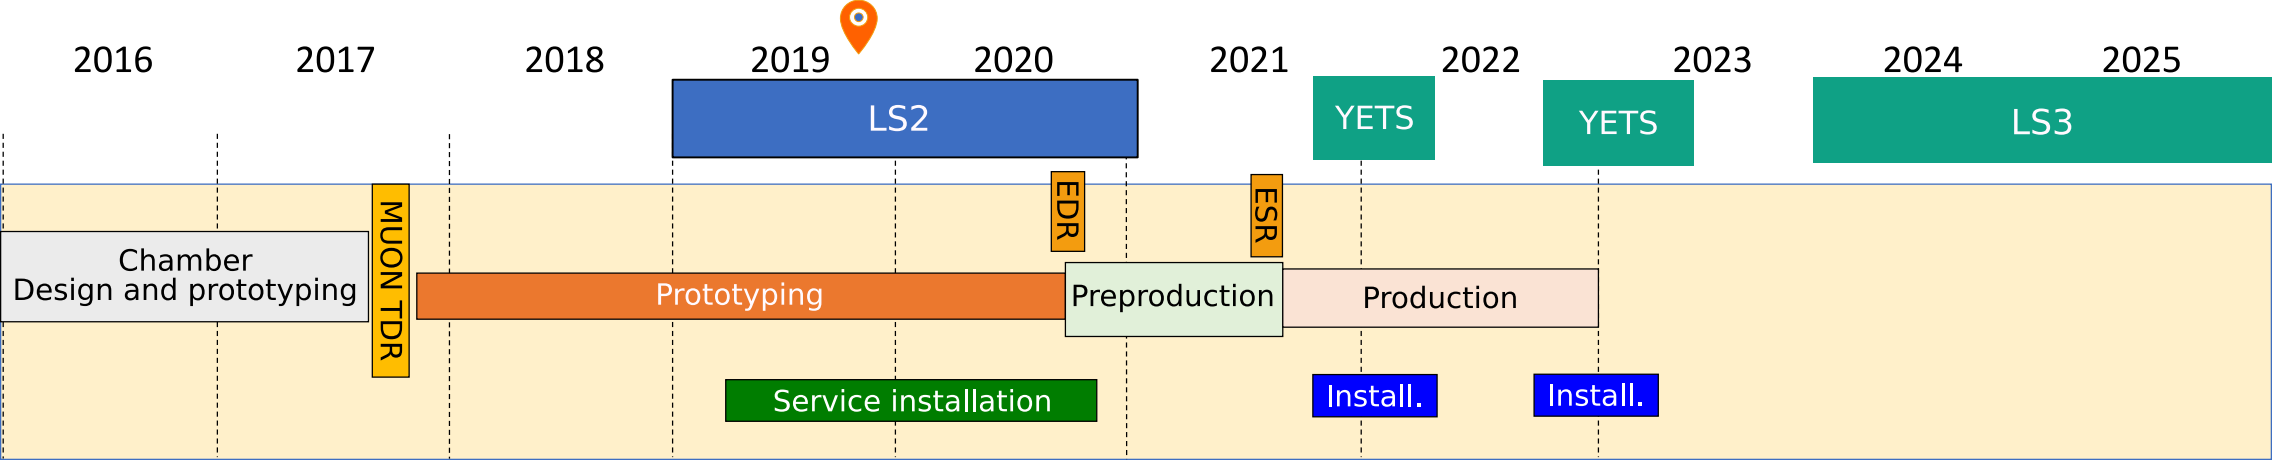 2016 2017 2018 2019 2020 2021 2022 2023 2024 2025
LS2
YETS
YETS
LS3
EDR
ESR
MUON TDR
Chamber
Design and prototyping
Prototyping
Preproduction
Production
Service installation
Install.
Install.